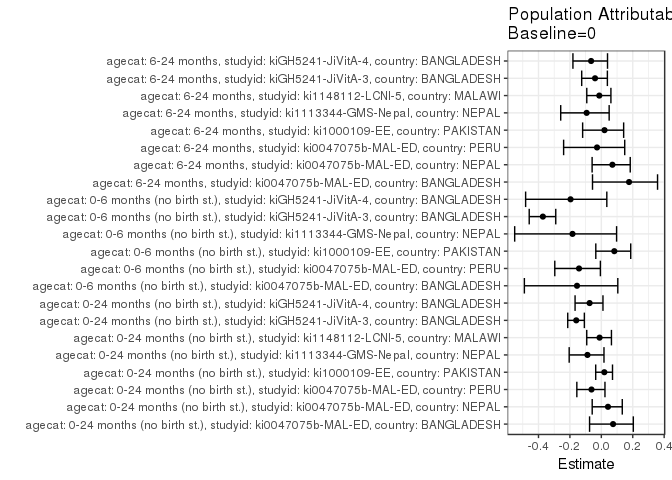 Population Attributab
Baseline=0
agecat: 6-24 months, studyid: kiGH5241-JiVitA-4, country: BANGLADESH
agecat: 6-24 months, studyid: kiGH5241-JiVitA-3, country: BANGLADESH
agecat: 6-24 months, studyid: ki1148112-LCNI-5, country: MALAWI
agecat: 6-24 months, studyid: ki1113344-GMS-Nepal, country: NEPAL
agecat: 6-24 months, studyid: ki1000109-EE, country: PAKISTAN
agecat: 6-24 months, studyid: ki0047075b-MAL-ED, country: PERU
agecat: 6-24 months, studyid: ki0047075b-MAL-ED, country: NEPAL
agecat: 6-24 months, studyid: ki0047075b-MAL-ED, country: BANGLADESH
agecat: 0-6 months (no birth st.), studyid: kiGH5241-JiVitA-4, country: BANGLADESH
agecat: 0-6 months (no birth st.), studyid: kiGH5241-JiVitA-3, country: BANGLADESH
agecat: 0-6 months (no birth st.), studyid: ki1113344-GMS-Nepal, country: NEPAL
agecat: 0-6 months (no birth st.), studyid: ki1000109-EE, country: PAKISTAN
agecat: 0-6 months (no birth st.), studyid: ki0047075b-MAL-ED, country: PERU
agecat: 0-6 months (no birth st.), studyid: ki0047075b-MAL-ED, country: BANGLADESH
agecat: 0-24 months (no birth st.), studyid: kiGH5241-JiVitA-4, country: BANGLADESH
agecat: 0-24 months (no birth st.), studyid: kiGH5241-JiVitA-3, country: BANGLADESH
agecat: 0-24 months (no birth st.), studyid: ki1148112-LCNI-5, country: MALAWI
agecat: 0-24 months (no birth st.), studyid: ki1113344-GMS-Nepal, country: NEPAL
agecat: 0-24 months (no birth st.), studyid: ki1000109-EE, country: PAKISTAN
agecat: 0-24 months (no birth st.), studyid: ki0047075b-MAL-ED, country: PERU
agecat: 0-24 months (no birth st.), studyid: ki0047075b-MAL-ED, country: NEPAL
agecat: 0-24 months (no birth st.), studyid: ki0047075b-MAL-ED, country: BANGLADESH
-0.4 -0.2 0.0 0.2 0.4
Estimate